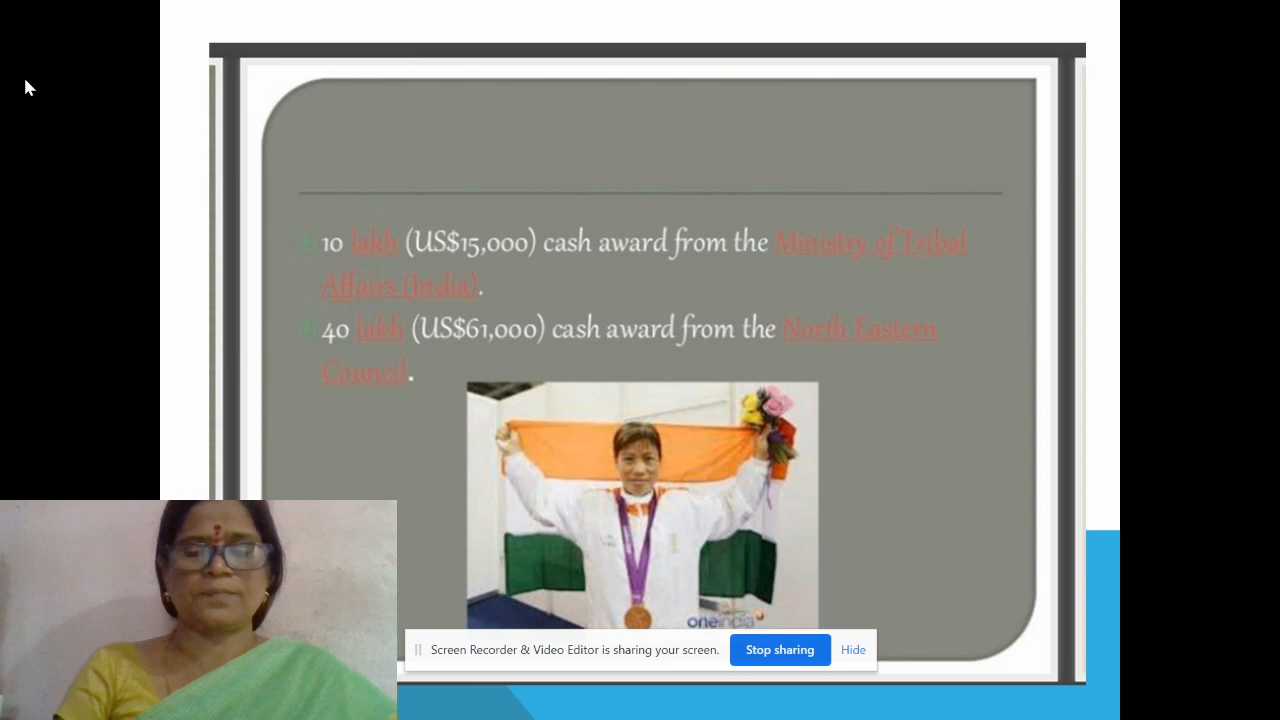 10 lakh (US$15,000) cash award from the Ministry of Tribal
Affairs (India).
40 lakh (US$61,000) cash award from the North Eastern
Council.
oneindia
Screen Recorder & Video Editor is sharing your screen. Stop sharing Hide